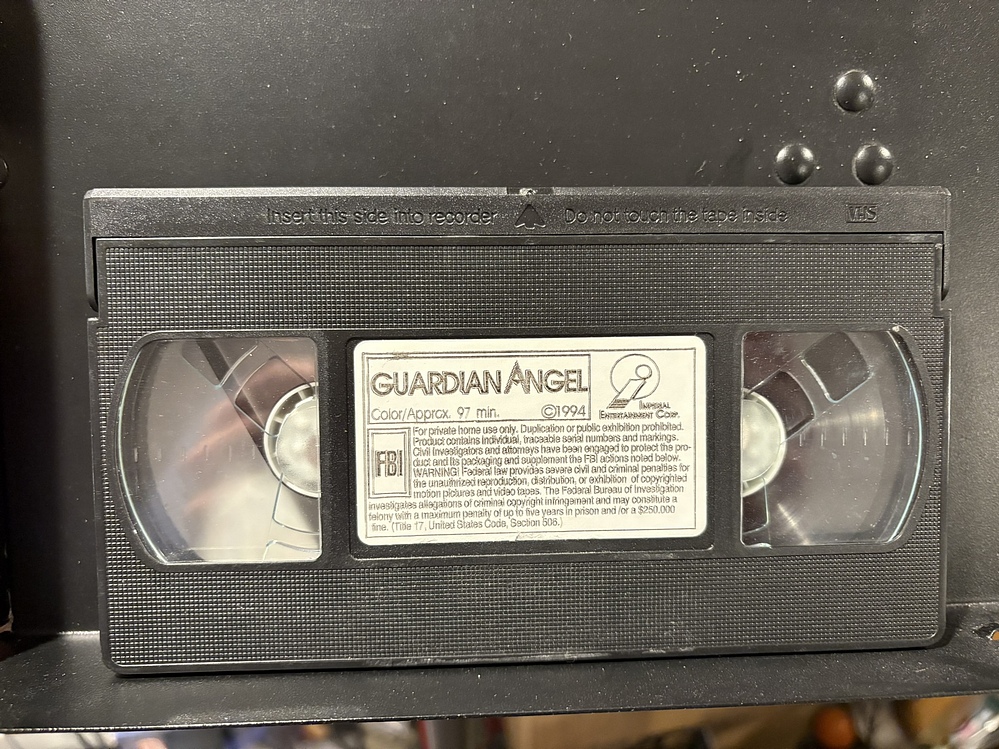 Insert this side into recorder Do not touch the tape inside VHS
GUARDIAN ANGEL
Color/Approx. 97 min. ©1994
IMPERIAL
ENTERTAINMENT CORP.
FBI
For private home use only. Duplication or public exhibition prohibited.
Product contains individual, traceable serial numbers and markings.
Civil Investigators and attorneys have been engaged to protect the pro-
duct and its packaging and supplement the FBI actions noted below.
WARNING! Federal law provides severe civil and criminal penalties for
the unauthrized reproduction, distribution, or exhibition of copyrighted
motion pictures and video tapes. The Federal Bureau of Investigation
investigates allegations of criminal copyright infringement and may constitute a
felony with a maximum penalty of up to five years in prison and /or a $250.000
fine. (Title 17, United States Code, Section 506.)